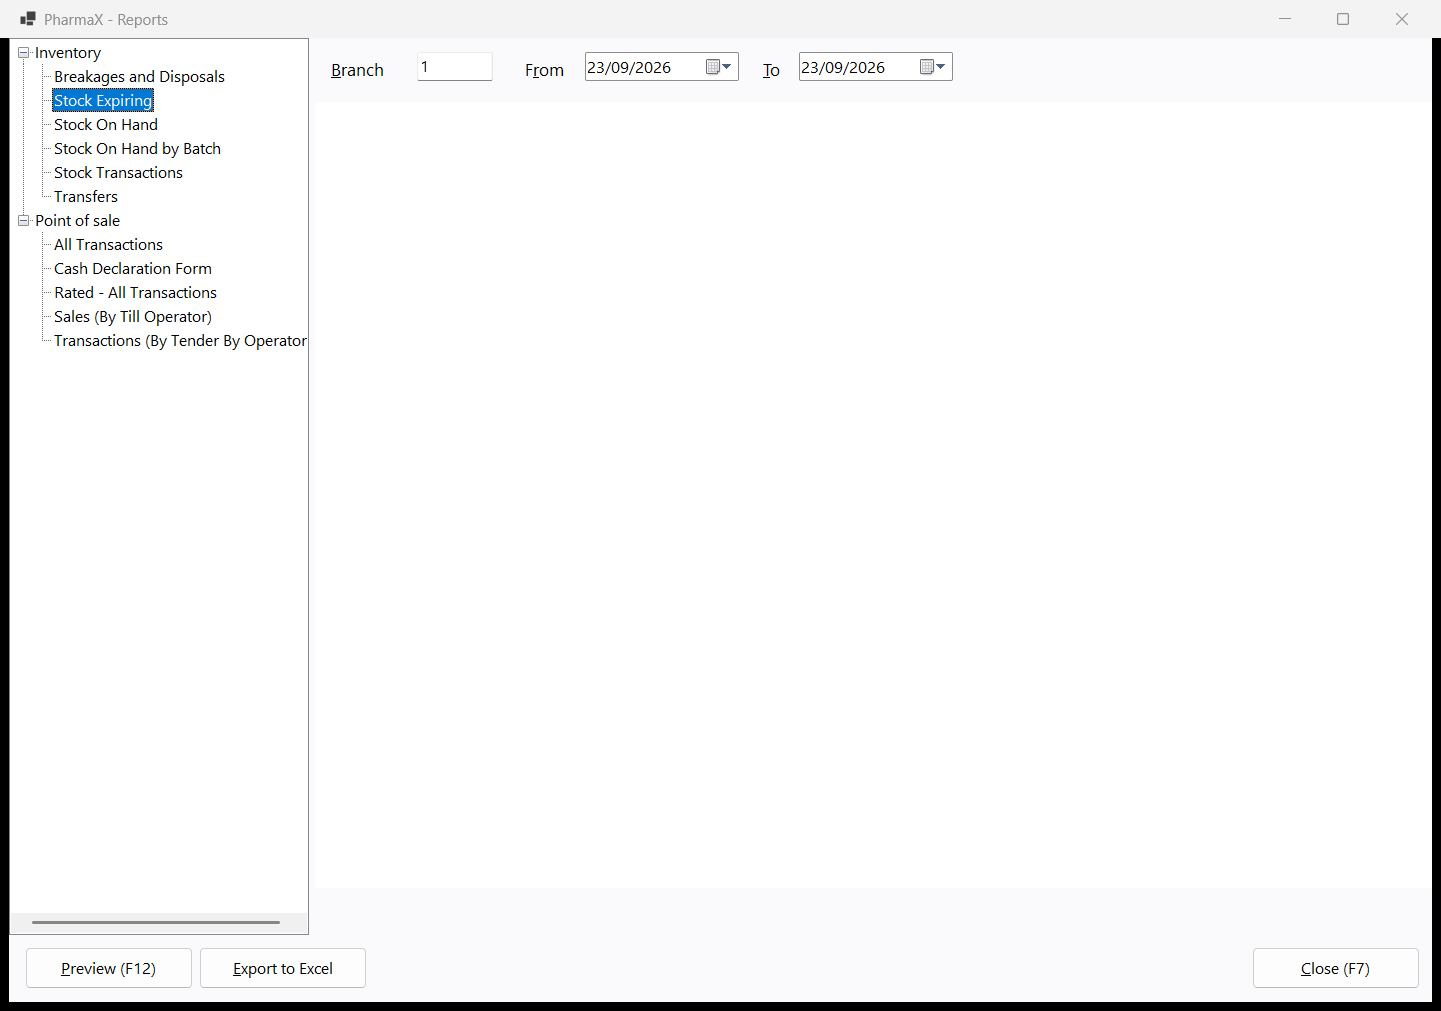 PharmaX - Reports
Inventory
Breakages and Disposals
Stock Expiring
Stock On Hand
Stock On Hand by Batch
Stock Transactions
Transfers
Point of sale
All Transactions
Cash Declaration Form
Rated - All Transactions
Sales (By Till Operator)
Transactions (By Tender By Operator
Branch 1 From 23/09/2026 To 23/09/2026
Preview (F12) Export to Excel Close (F7)